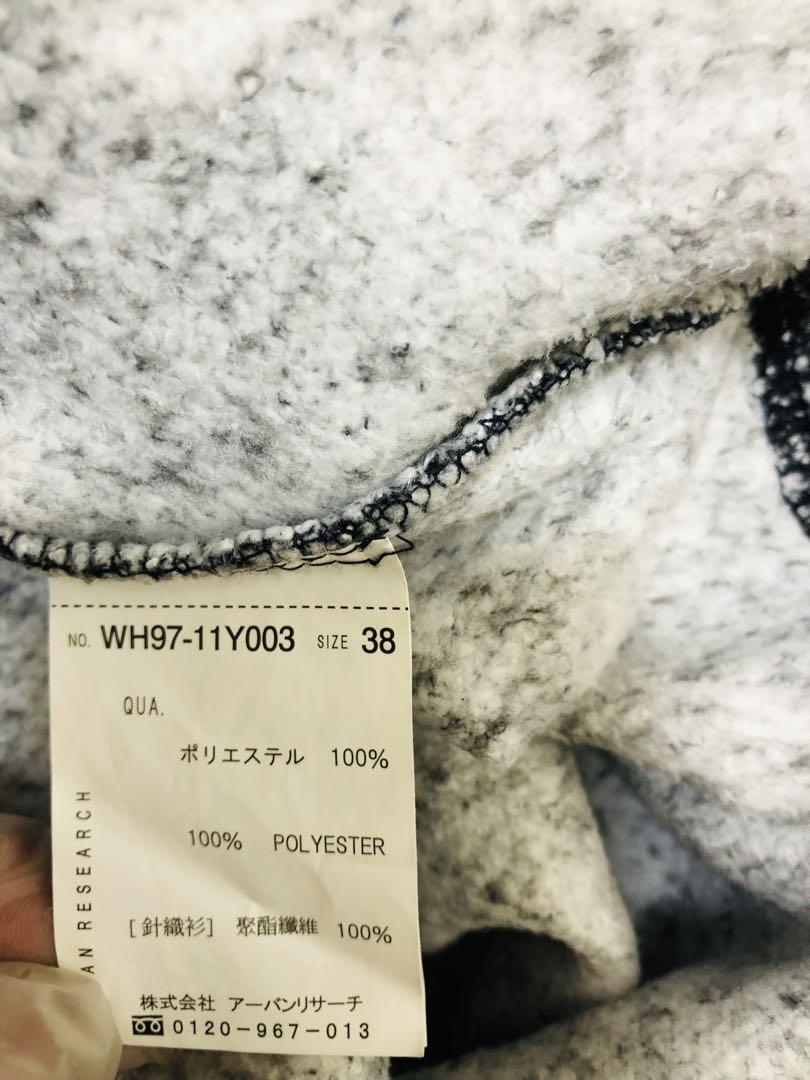 NO. WH97-11Y003 SIZE 38
QUA.
ポリエステル 100%
100% POLYESTER
[針織衫] 聚酯纖維 100%
AN RESEARCH
株式会社 アーバンリサーチ
0120-967-013